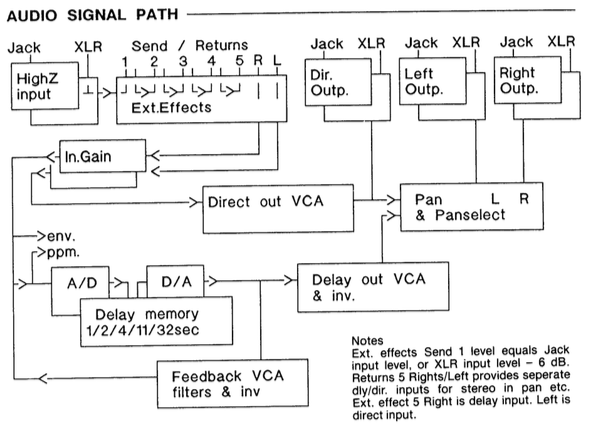 AUDIO SIGNAL PATH
Jack XLR Send / Returns Jack XLR Jack XLR Jack XLR
1 2 3 4 5 R L
HighZ
input
Ext.Effects
Dir.
Outp.
Left
Outp.
Right
Outp.
In.Gain
Direct out VCA
Pan L R
& Panselect
env.
ppm.
A/D
D/A
Delay out VCA
& inv.
Delay memory
1/2/4/11/32sec
Feedback VCA
filters & inv
Notes
Ext. effects Send 1 level equals Jack
input level, or XLR input level - 6 dB.
Returns 5 Rights/Left provides seperate
dly/dir. inputs for stereo in pan etc.
Ext. effect 5 Right is delay input. Left is
direct input.